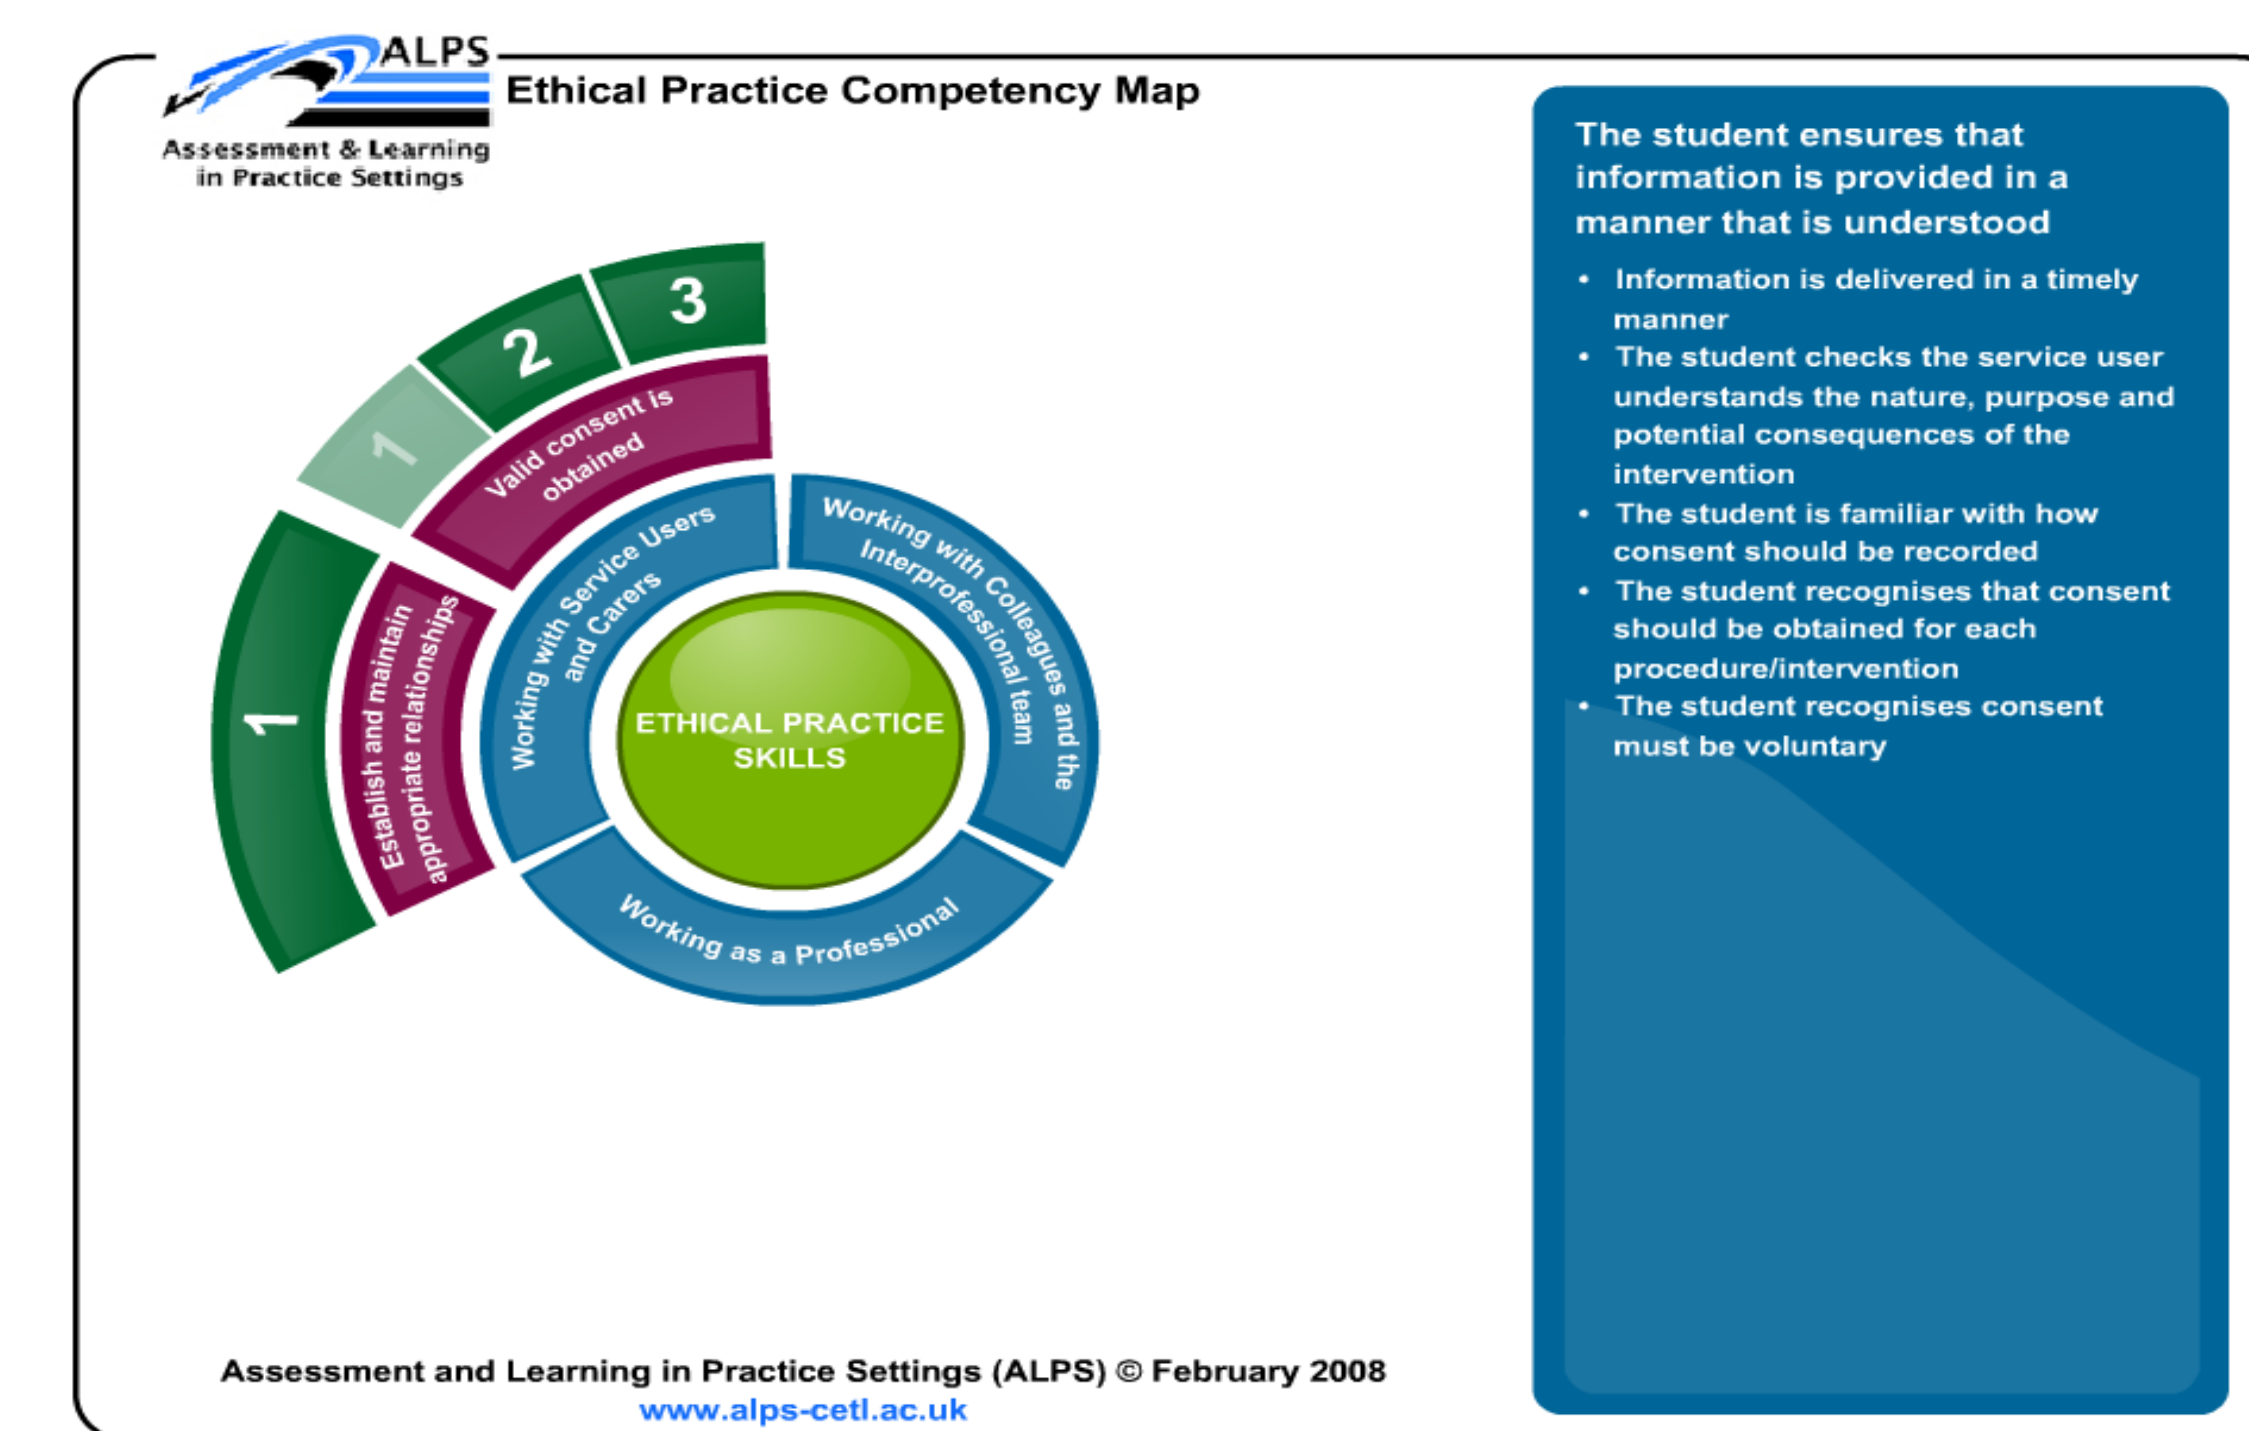 ALPS
Assessment & Learning
in Practice Settings
Ethical Practice Competency Map
1
2
3
Valid consent is
obtained
1
Establish and maintain
appropriate relationships
Working with Service Users
and Carers
Working with Colleagues and the
Interprofessional team
ETHICAL PRACTICE
SKILLS
Working as a Professional
The student ensures that
information is provided in a
manner that is understood
• Information is delivered in a timely
manner
• The student checks the service user
understands the nature, purpose and
potential consequences of the
intervention
• The student is familiar with how
consent should be recorded
• The student recognises that consent
should be obtained for each
procedure/intervention
• The student recognises consent
must be voluntary
Assessment and Learning in Practice Settings (ALPS) © February 2008
www.alps-cetl.ac.uk